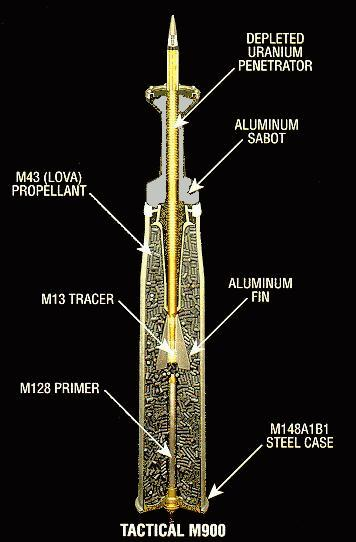 DEPLETED
URANIUM
PENETRATOR
ALUMINUM
SABOT
M43 (LOVA)
PROPELLANT
M13 TRACER
ALUMINUM
FIN
M128 PRIMER
M148A1B1
STEEL CASE
TACTICAL M900